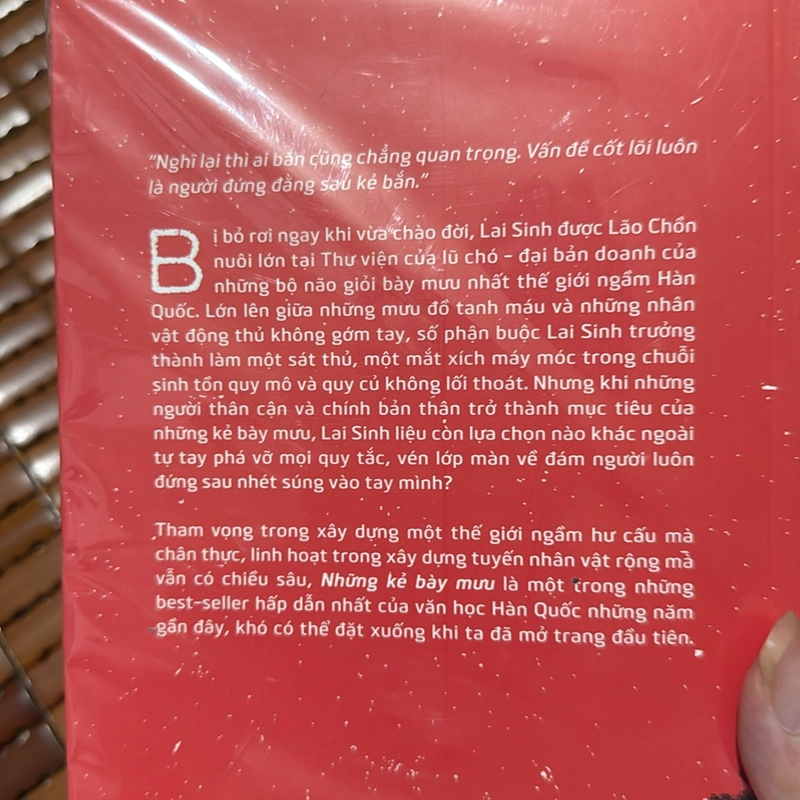 "Nghĩ lại thì ai bắn cũng chẳng quan trọng. Vấn đề cốt lõi luôn
là người đứng đằng sau kẻ bắn."
Bị bỏ rơi ngay khi vừa chào đời, Lai Sinh được Lão Chồn
nuôi lớn tại Thư viện của lũ chó – đại bản doanh của
những bộ não giỏi bày mưu nhất thế giới ngầm Hàn
Quốc. Lớn lên giữa những mưu đồ tanh máu và những nhân
vật động thủ không gớm tay, số phận buộc Lai Sinh trưởng
thành làm một sát thủ, một mắt xích máy móc trong chuỗi
sinh tồn quy mô và quy củ không lối thoát. Nhưng khi những
người thân cận và chính bản thận trở thành mục tiêu của
những kẻ bày mưu, Lai Sinh liệu còn lựa chọn nào khác ngoài
tự tay phá vỡ mọi quy tắc, vén lớp màn về đám người luôn
đứng sau nhét súng vào tay mình?
Tham vọng trong xây dựng một thế giới ngầm hư cấu mà
chân thực, linh hoạt trong xây dựng tuyến nhân vật rộng mà
vẫn có chiều sâu, Những kẻ bày mưu là một trong những
best-seller hấp dẫn nhất của văn học Hàn Quốc những năm
gần đây, khó có thể đặt xuống khi ta đã mở trang đầu tiên.